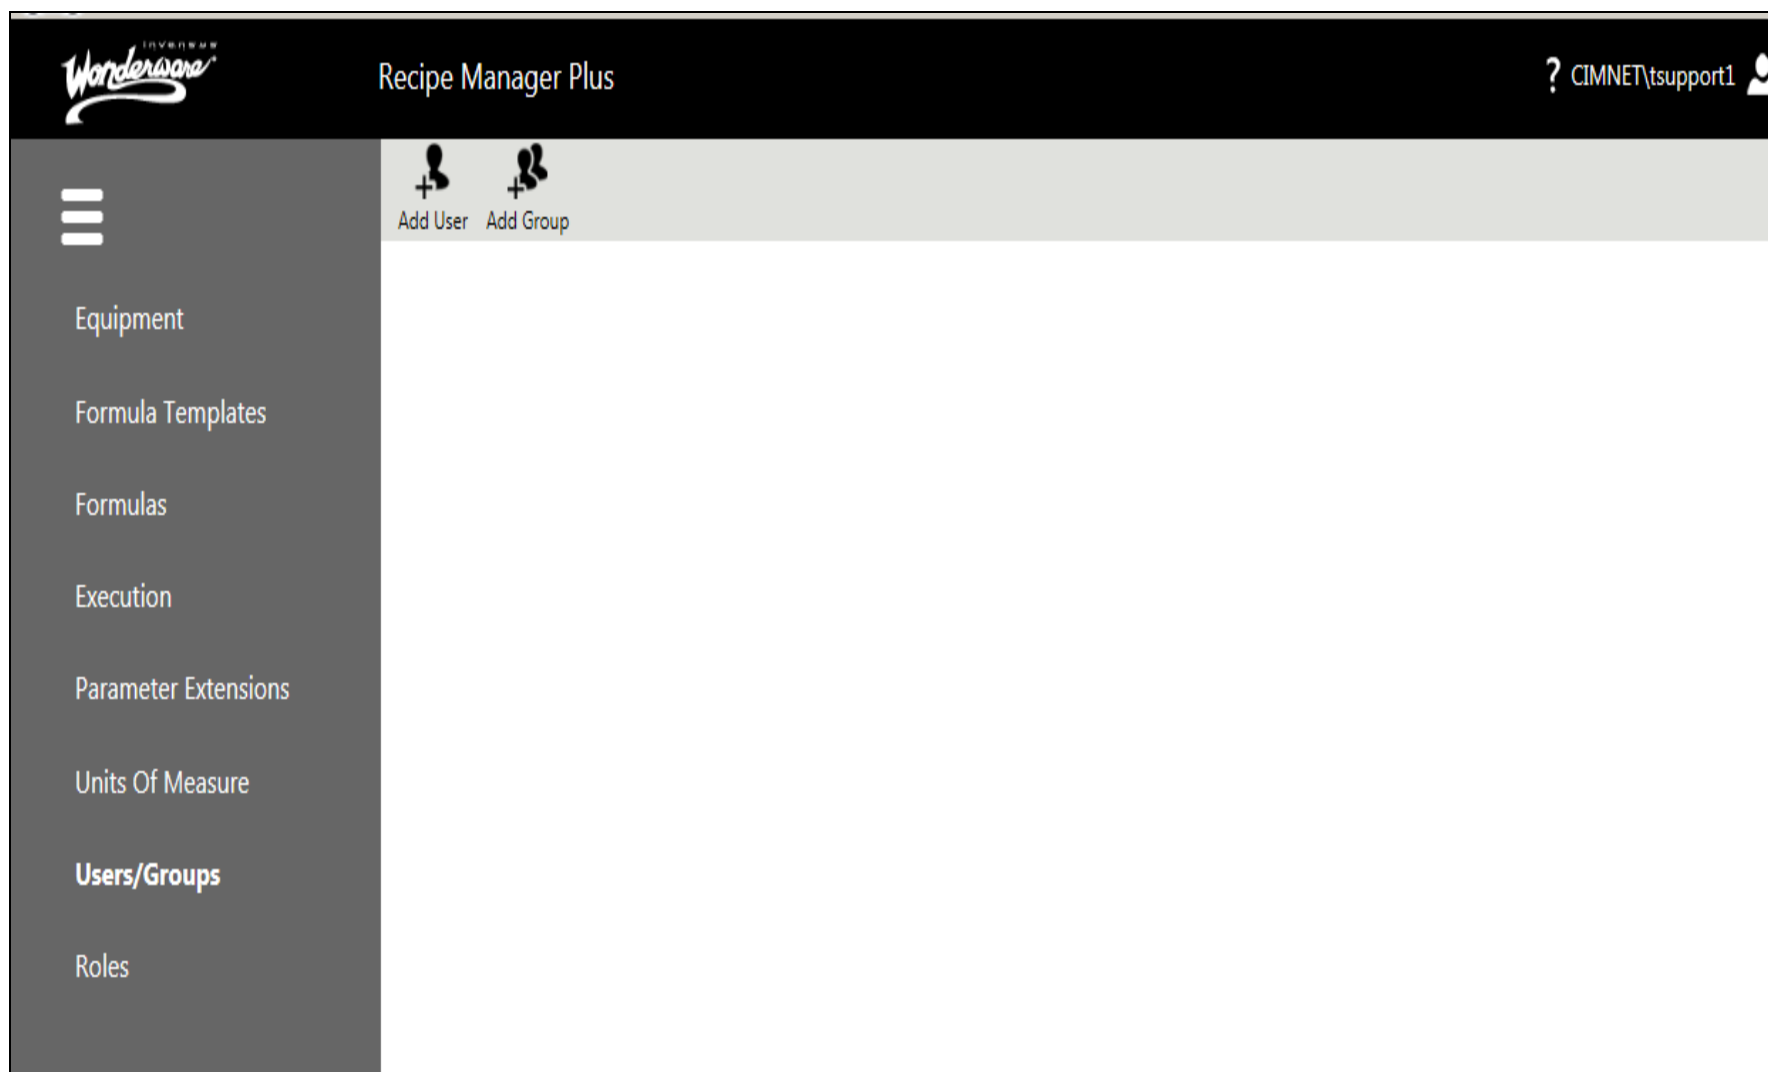 invensys
Wonderware
Recipe Manager Plus
? CIMNET\tsupport1
Add User Add Group
Equipment
Formula Templates
Formulas
Execution
Parameter Extensions
Units Of Measure
Users/Groups
Roles